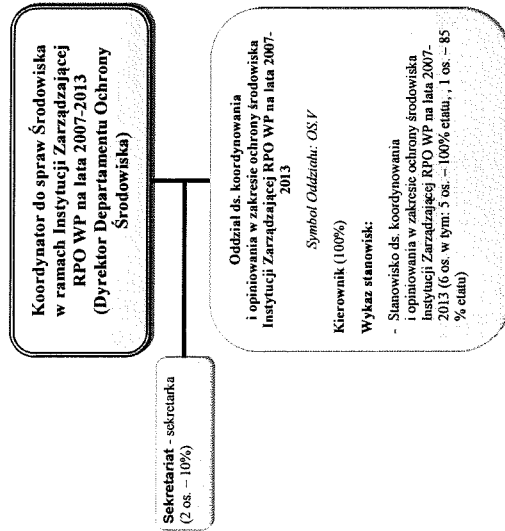 Koordynator do spraw Środowiska
w ramach Instytucji Zarządzającej
RPO WP na lata 2007-2013
(Dyrektor Departamentu Ochrony
Środowiska)
Sekretariat - sekretarka
(2 os. – 10%)
Oddział ds. koordynowania
i opiniowania w zakresie ochrony środowiska
Instytucji Zarządzającej RPO WP na lata 2007-
2013
Symbol Oddziału: OS.V
Kierownik (100%)
Wykaz stanowisk:
- Stanowisko ds. koordynowania
i opiniowania w zakresie ochrony środowiska
Instytucji Zarządzającej RPO WP na lata 2007-
2013 (6 os. w tym: 5 os. – 100% etatu, , 1 os. – 85
% etatu)